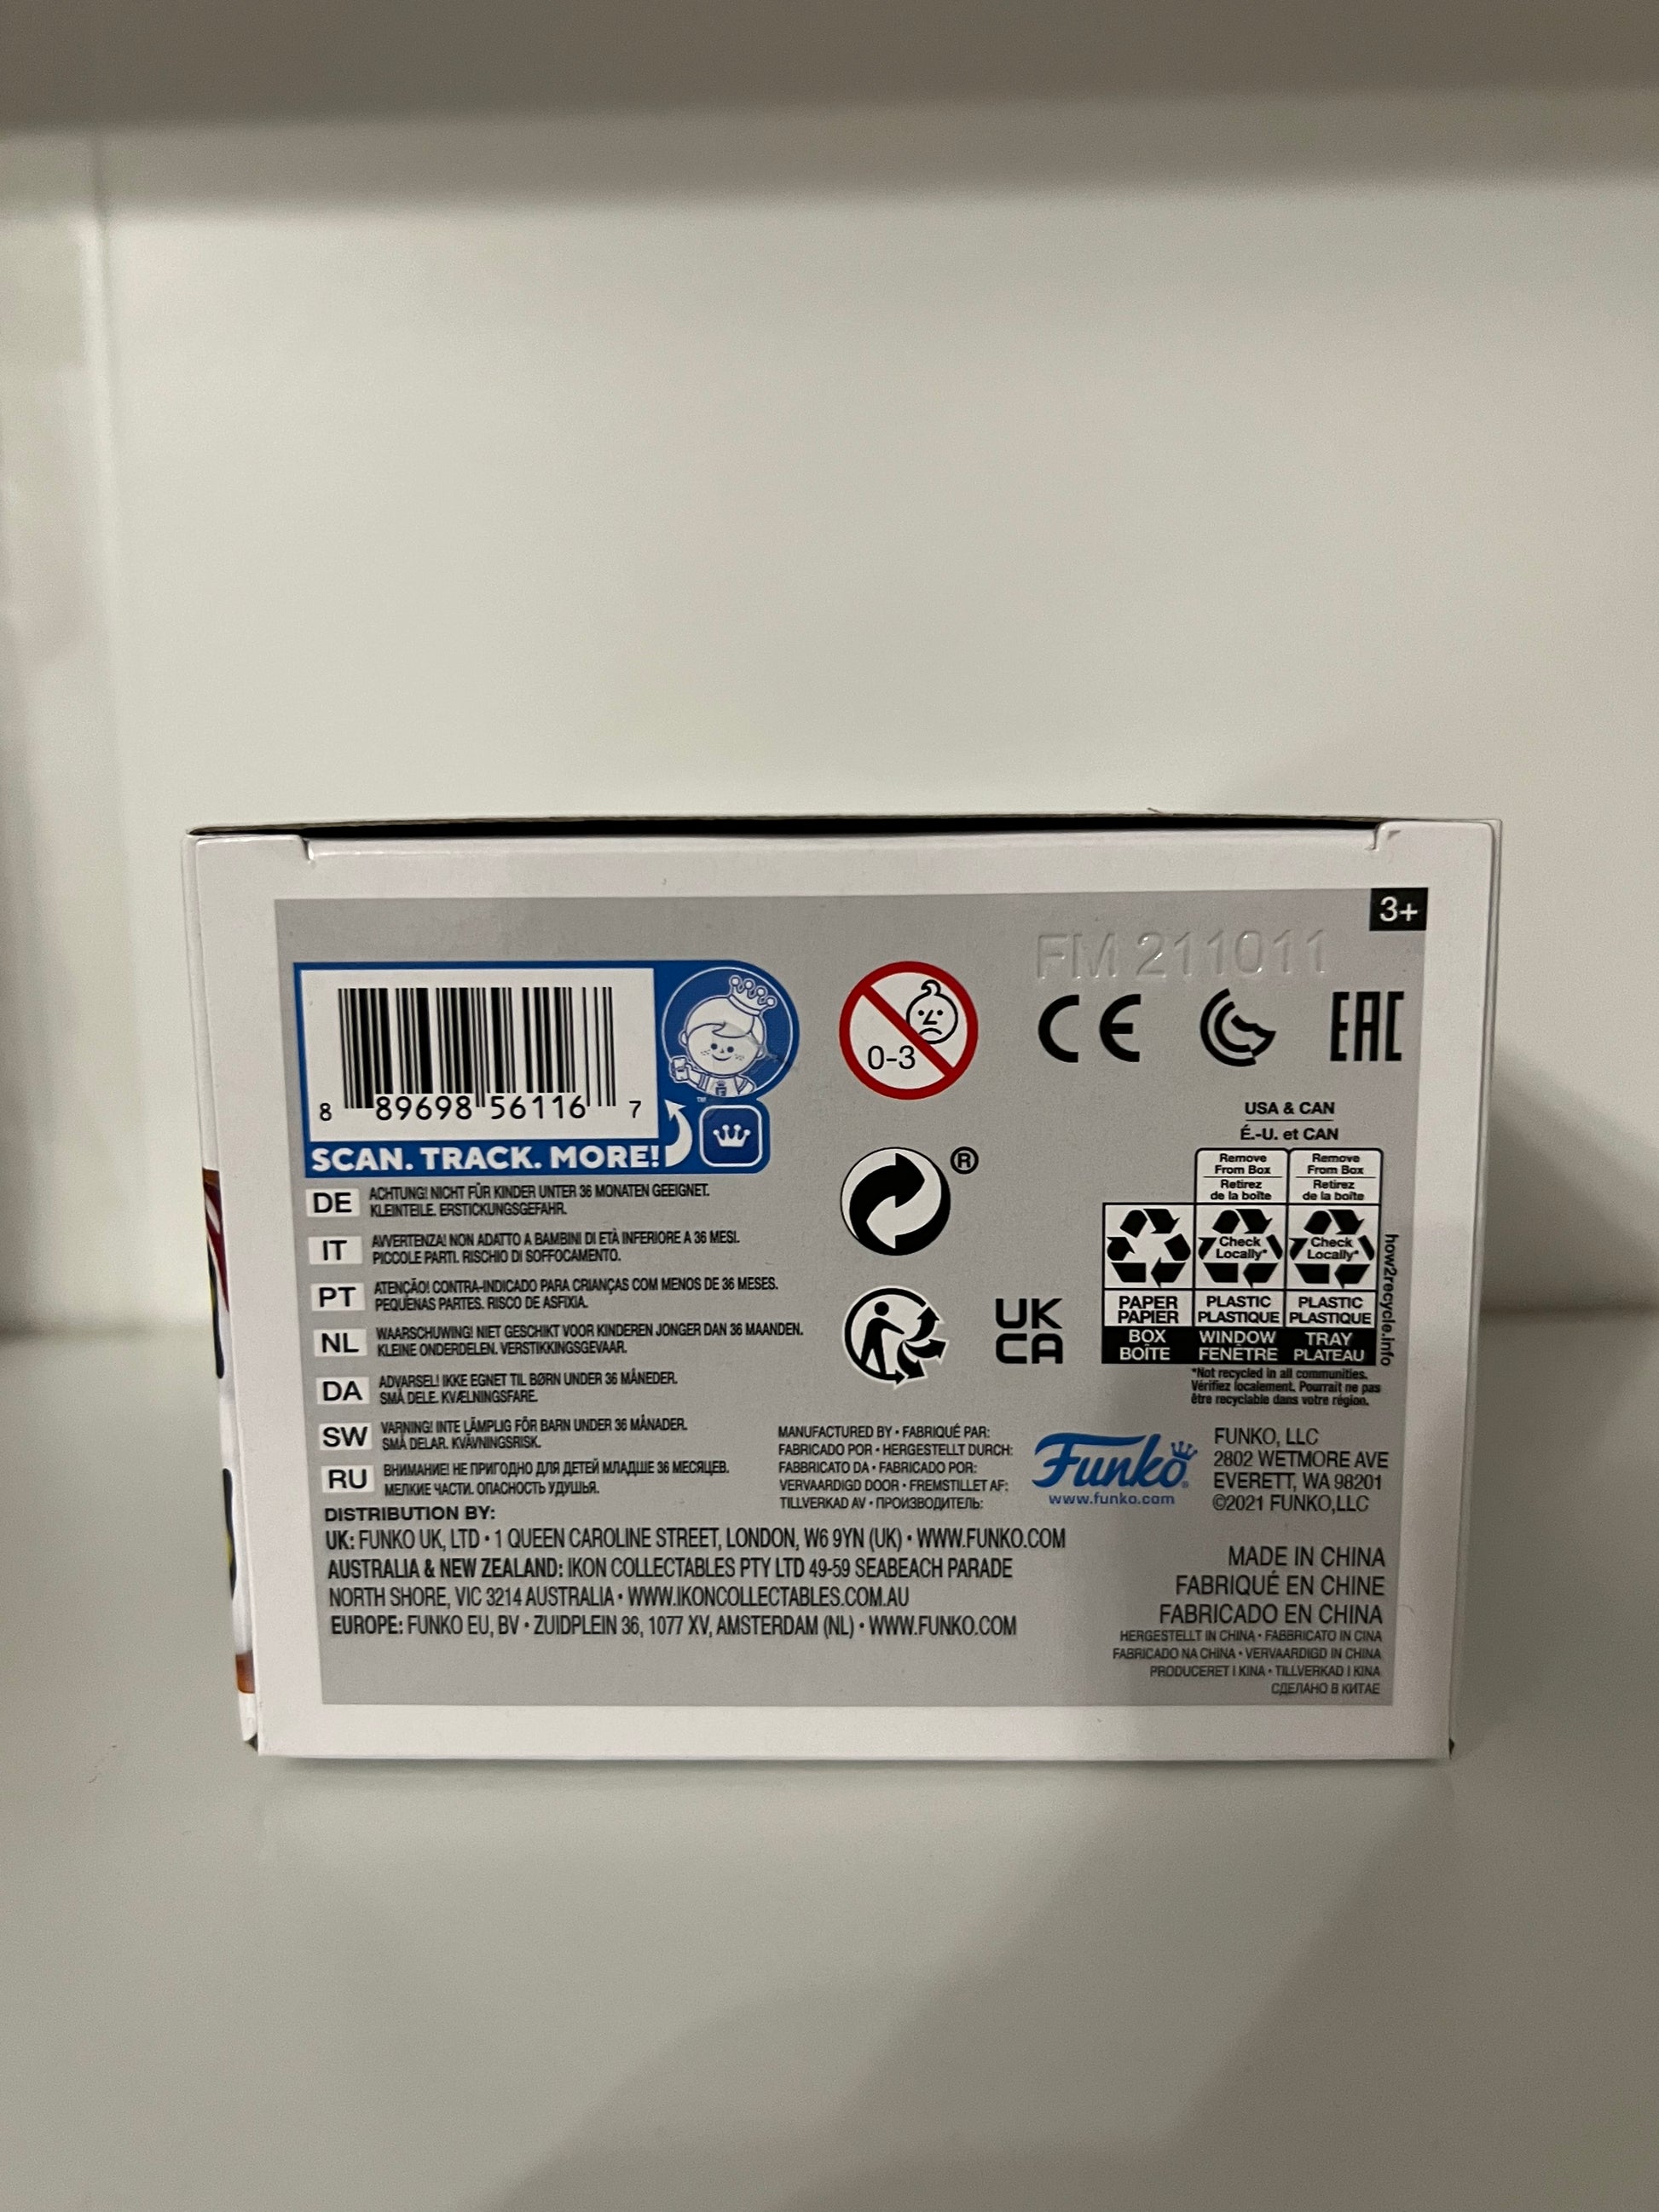 3+
FM 211011
8 89698 56116 7
SCAN. TRACK. MORE!
™
0-3
CE
EAC
®
UK
CA
DE ACHTUNG! NICHT FÜR KINDER UNTER 36 MONATEN GEEIGNET.
KLEINTEILE. ERSTICKUNGSGEFAHR.
IT AVVERTENZA! NON ADATTO A BAMBINI DI ETÀ INFERIORE A 36 MESI.
PICCOLE PARTI. RISCHIO DI SOFFOCAMENTO.
PT ATENÇÃO! CONTRA-INDICADO PARA CRIANÇAS COM MENOS DE 36 MESES.
PEQUENAS PARTES. RISCO DE ASFIXIA.
NL WAARSCHUWING! NIET GESCHIKT VOOR KINDEREN JONGER DAN 36 MAANDEN.
KLEINE ONDERDELEN. VERSTIKKINGSGEVAAR.
DA ADVARSEL! IKKE EGNET TIL BØRN UNDER 36 MÅNEDER.
SMÅ DELE. KVÆLNINGSFARE.
SW VARNING! INTE LÄMPLIG FÖR BARN UNDER 36 MÅNADER.
SMÅ DELAR. KVÄVNINGSRISK.
RU ВНИМАНИЕ! НЕ ПРИГОДНО ДЛЯ ДЕТЕЙ МЛАДШЕ 36 МЕСЯЦЕВ.
МЕЛКИЕ ЧАСТИ. ОПАСНОСТЬ УДУШЬЯ.
USA & CAN
É.-U. et CAN
Remove From Box
Retirez de la boîte
Remove From Box
Retirez de la boîte
Check Locally*
Check Locally*
PAPER PAPIER
PLASTIC PLASTIQUE
PLASTIC PLASTIQUE
BOX BOÎTE
WINDOW FENÊTRE
TRAY PLATEAU
how2recycle.info
*Not recycled in all communities.
Vérifiez localement. Pourrait ne pas
être recyclable dans votre région.
MANUFACTURED BY • FABRIQUÉ PAR:
FABRICADO POR • HERGESTELLT DURCH:
FABBRICATO DA • FABRICADO POR:
VERVAARDIGD DOOR • FREMSTILLET AF:
TILLVERKAD AV • ПРОИЗВОДИТЕЛЬ:
Funko®
www.funko.com
FUNKO, LLC
2802 WETMORE AVE
EVERETT, WA 98201
©2021 FUNKO,LLC
DISTRIBUTION BY:
UK: FUNKO UK, LTD • 1 QUEEN CAROLINE STREET, LONDON, W6 9YN (UK) • WWW.FUNKO.COM
AUSTRALIA & NEW ZEALAND: IKON COLLECTABLES PTY LTD 49-59 SEABEACH PARADE
NORTH SHORE, VIC 3214 AUSTRALIA • WWW.IKONCOLLECTABLES.COM.AU
EUROPE: FUNKO EU, BV • ZUIDPLEIN 36, 1077 XV, AMSTERDAM (NL) • WWW.FUNKO.COM
MADE IN CHINA
FABRIQUÉ EN CHINE
FABRICADO EN CHINA
HERGESTELLT IN CHINA • FABBRICATO IN CINA
FABRICADO NA CHINA • VERVAARDIGD IN CHINA
PRODUCERET I KINA • TILLVERKAD I KINA
СДЕЛАНО В КИТАЕ